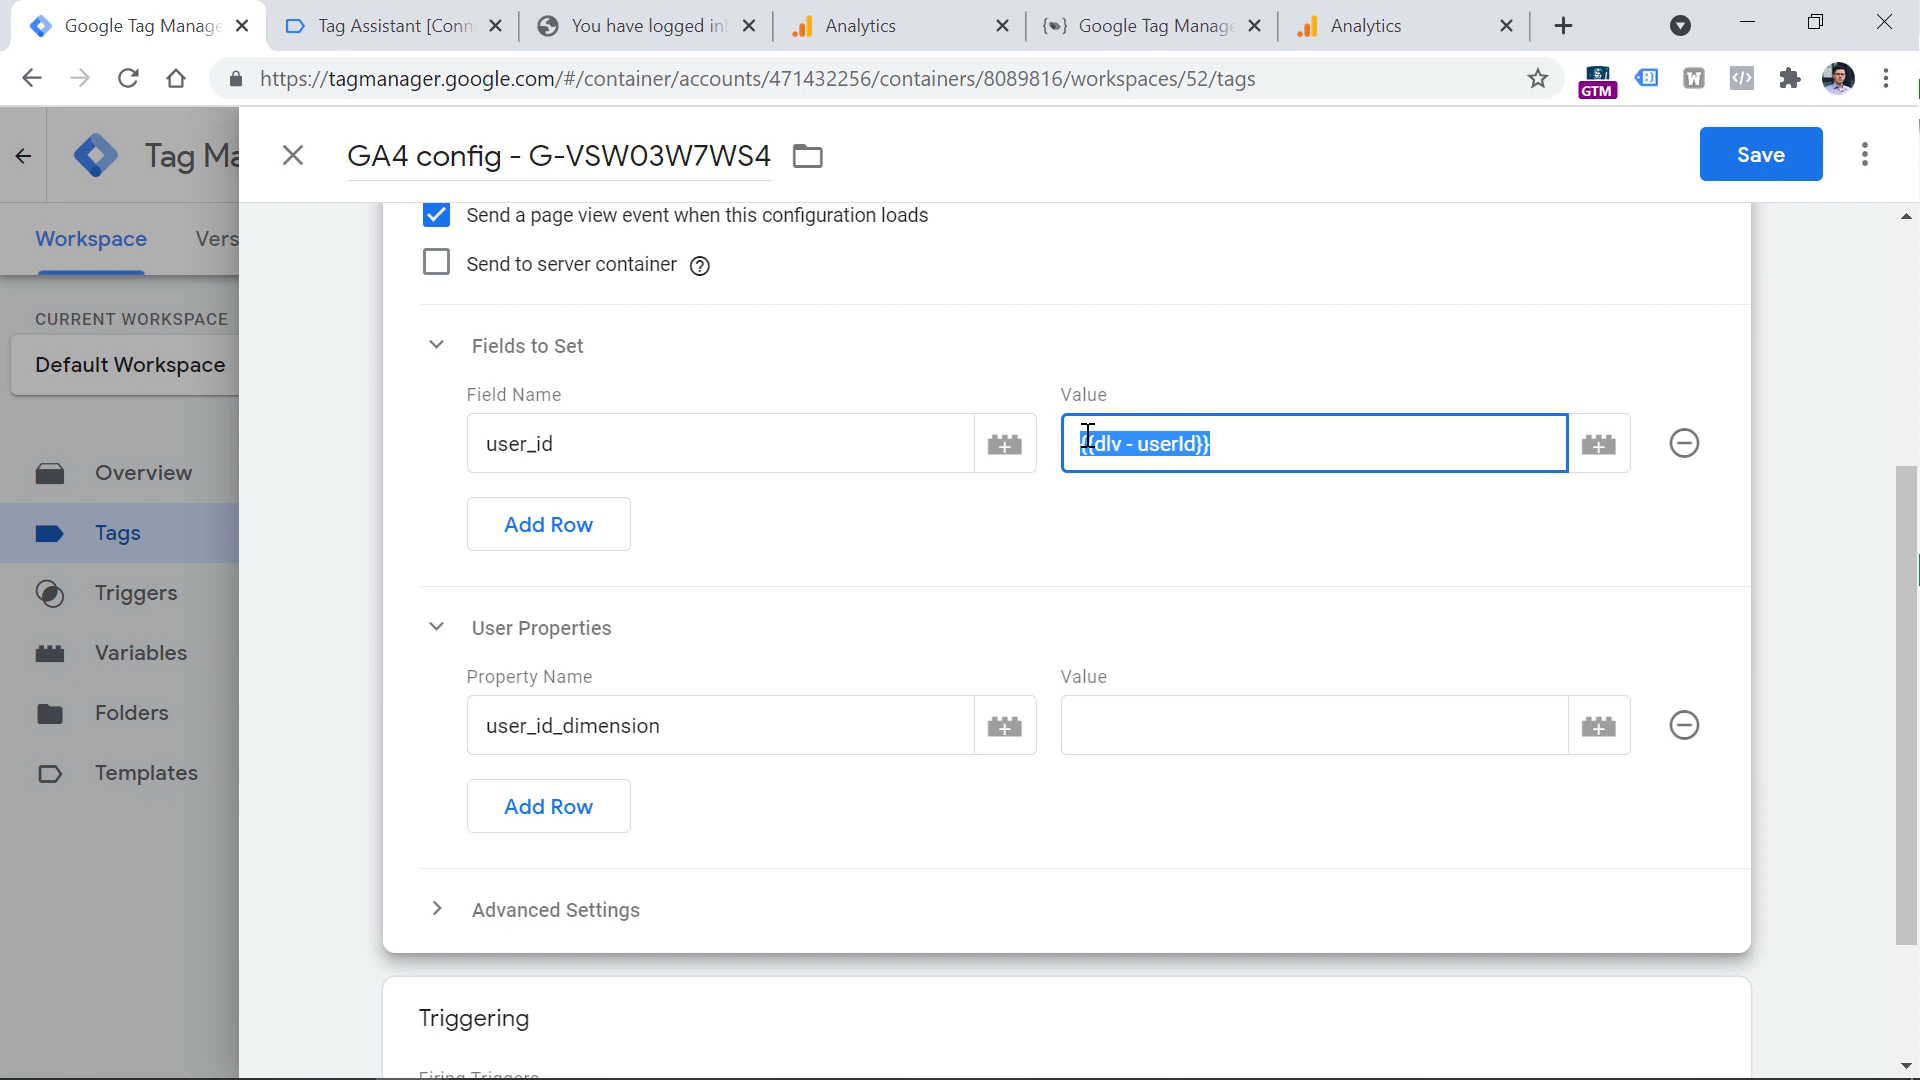 Google Tag Manage
Tag Assistant [Conn
You have logged in!
Analytics
Google Tag Manage
Analytics
https://tagmanager.google.com/#/container/accounts/471432256/containers/8089816/workspaces/52/tags
GTM
W
Tag Ma
GA4 config - G-VSW03W7WS4
Save
Workspace
Vers
CURRENT WORKSPACE
Default Workspace
Overview
Tags
Triggers
Variables
Folders
Templates
Send a page view event when this configuration loads
Send to server container
Fields to Set
Field Name
Value
user_id
{{dlv - userId}}
Add Row
User Properties
Property Name
Value
user_id_dimension
Add Row
Advanced Settings
Triggering
Firing Triggers